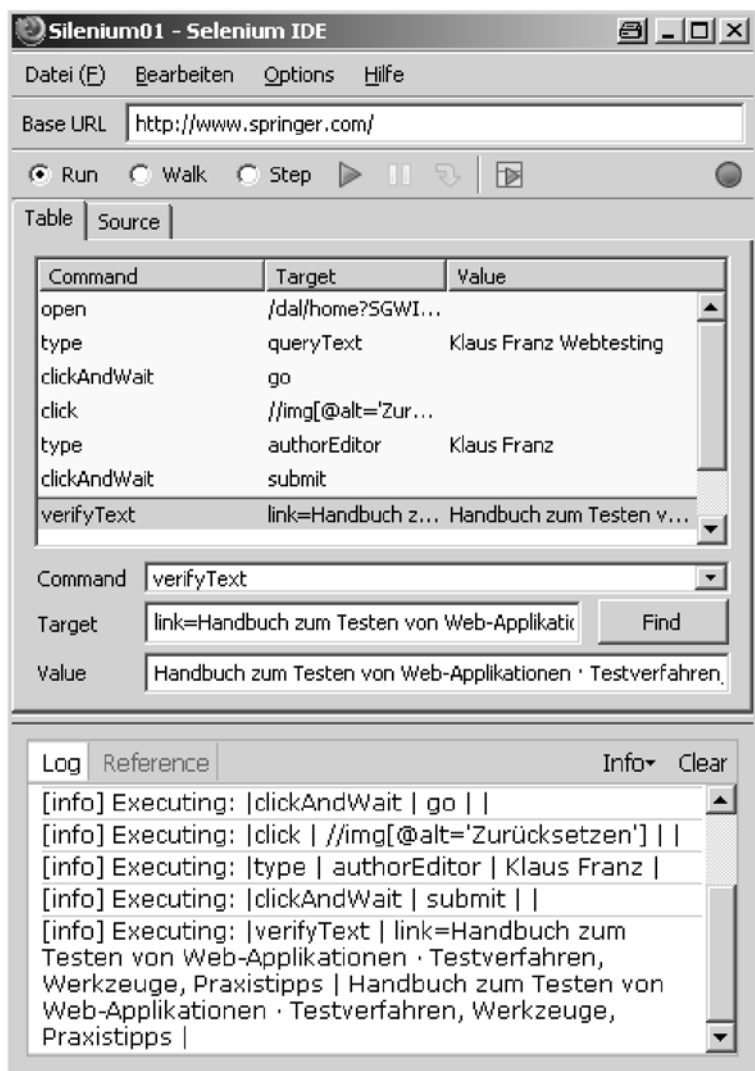 Silenium01 - Selenium IDE
Datei (F) Bearbeiten Options Hilfe
Base URL http://www.springer.com/
Run Walk Step
Table Source
Command Target Value
open /dal/home?SGWI...
type queryText Klaus Franz Webtesting
clickAndWait go
click //img[@alt='Zur...
type authorEditor Klaus Franz
clickAndWait submit
verifyText link=Handbuch z... Handbuch zum Testen v...
Command verifyText
Target link=Handbuch zum Testen von Web-Applikatic Find
Value Handbuch zum Testen von Web-Applikationen · Testverfahren,
Log Reference Info Clear
[info] Executing: |clickAndWait | go | |
[info] Executing: |click | //img[@alt='Zurücksetzen'] | |
[info] Executing: |type | authorEditor | Klaus Franz |
[info] Executing: |clickAndWait | submit | |
[info] Executing: |verifyText | link=Handbuch zum
Testen von Web-Applikationen · Testverfahren,
Werkzeuge, Praxistipps | Handbuch zum Testen von
Web-Applikationen · Testverfahren, Werkzeuge,
Praxistipps |